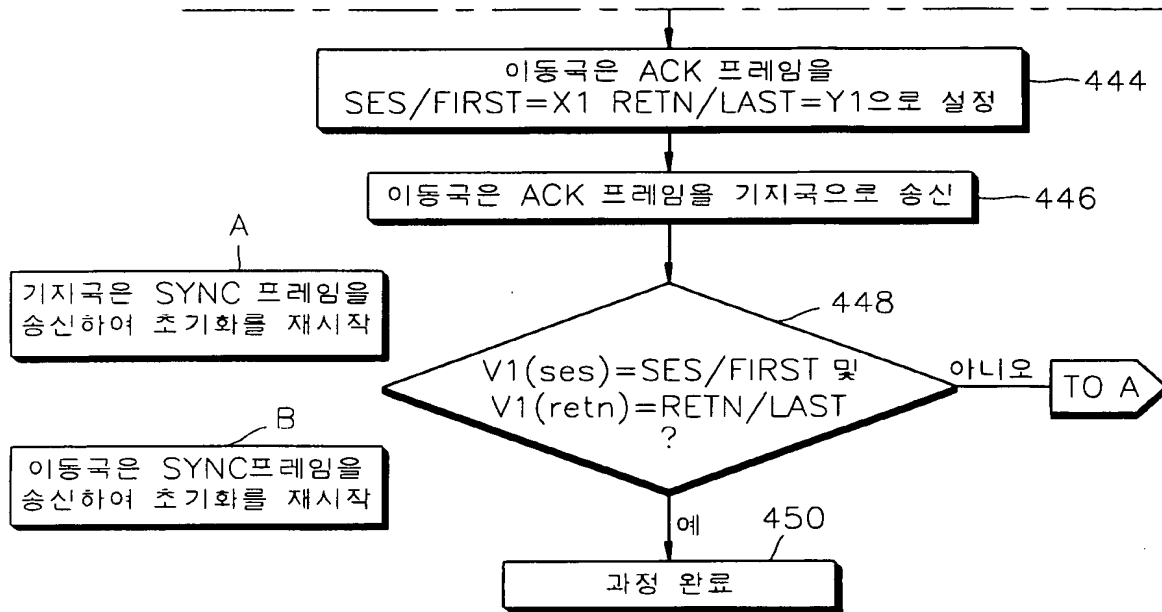 이동국은 ACK 프레임을
SES/FIRST=X1 RETN/LAST=Y1으로 설정
444
이동국은 ACK 프레임을 기지국으로 송신
446
A
기지국은 SYNC 프레임을
송신하여 초기화를 재시작
448
V1(ses)=SES/FIRST 및
V1(retn)=RETN/LAST
?
아니오
TO A
B
이동국은 SYNC프레임을
송신하여 초기화를 재시작
예
450
과정 완료